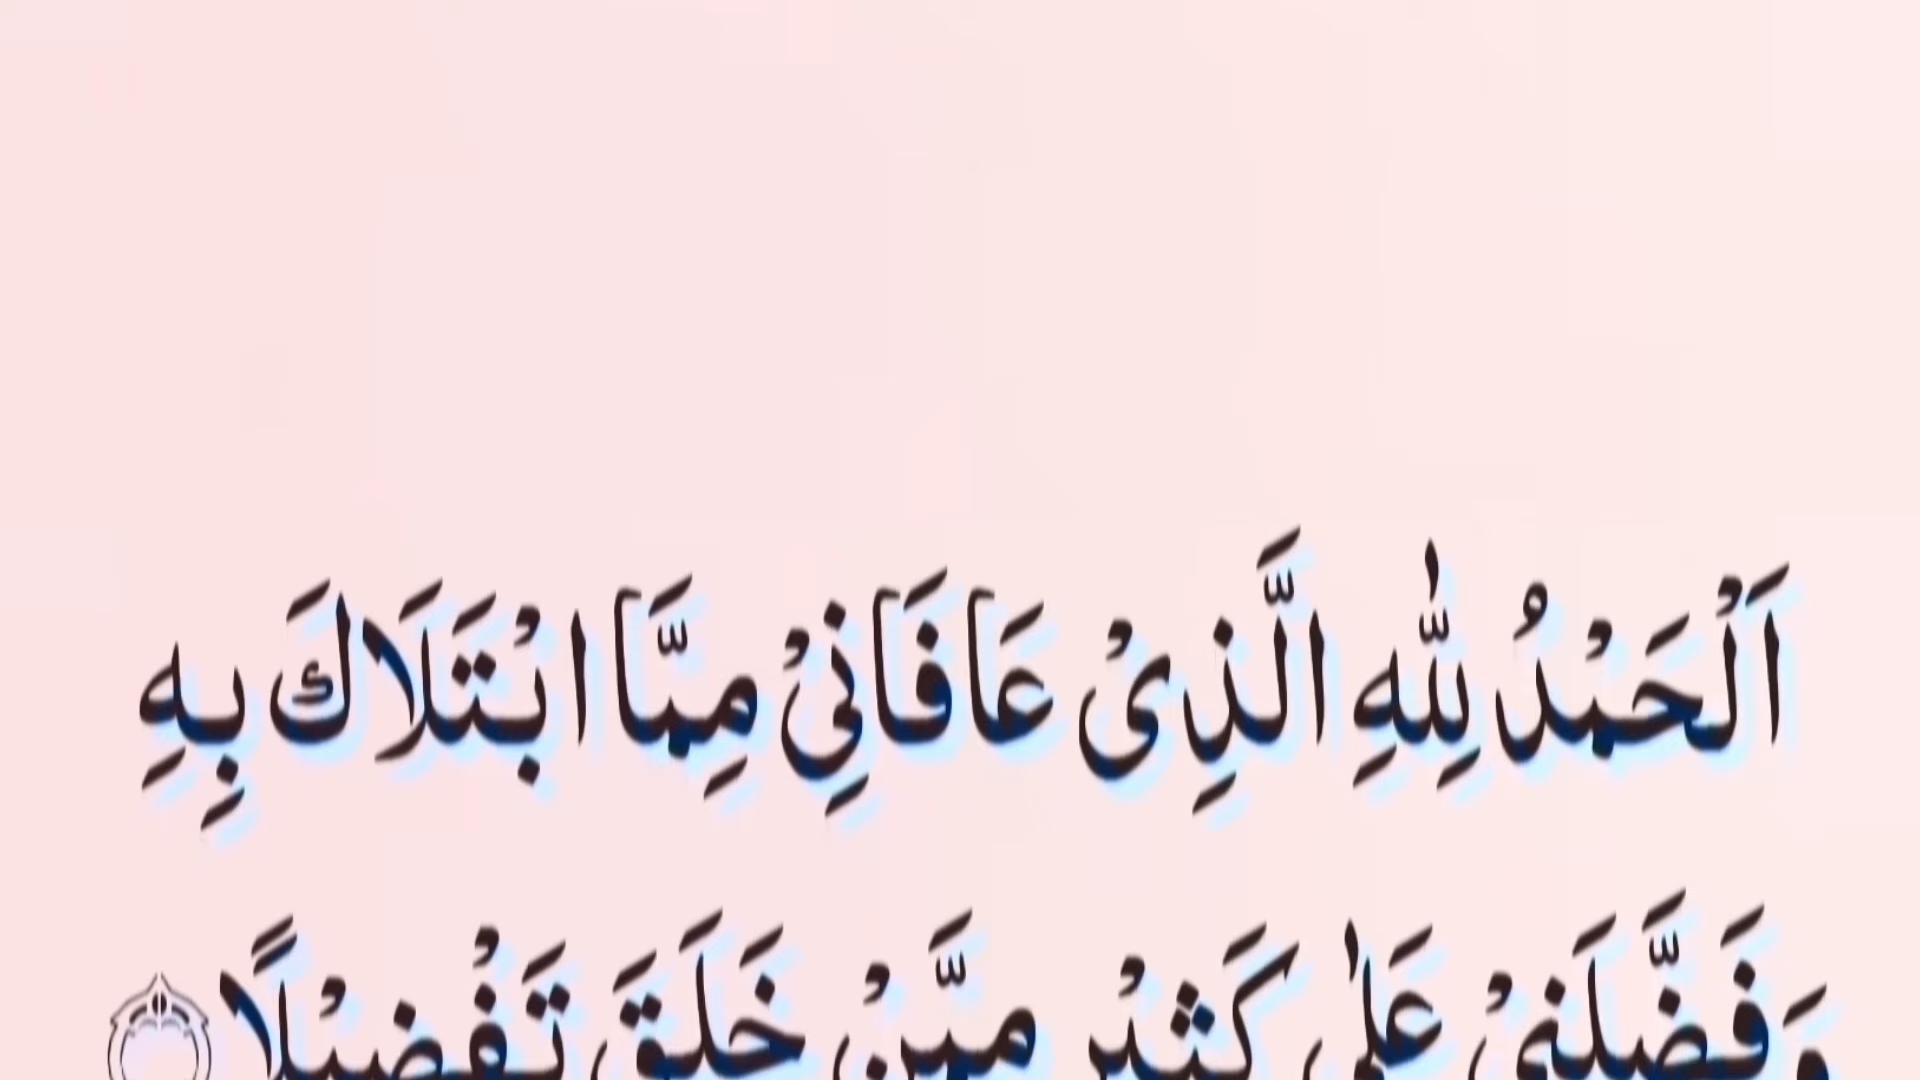 اَلْحَمْدُ لِلّٰهِ الَّذِىْ عَافَانِىْ مِمَّا ابْتَلَاكَ بِهٖ
وَفَضَّلَنِىْ عَلٰى كَثِيْرٍ مِّمَّنْ خَلَقَ تَفْضِيْلًا